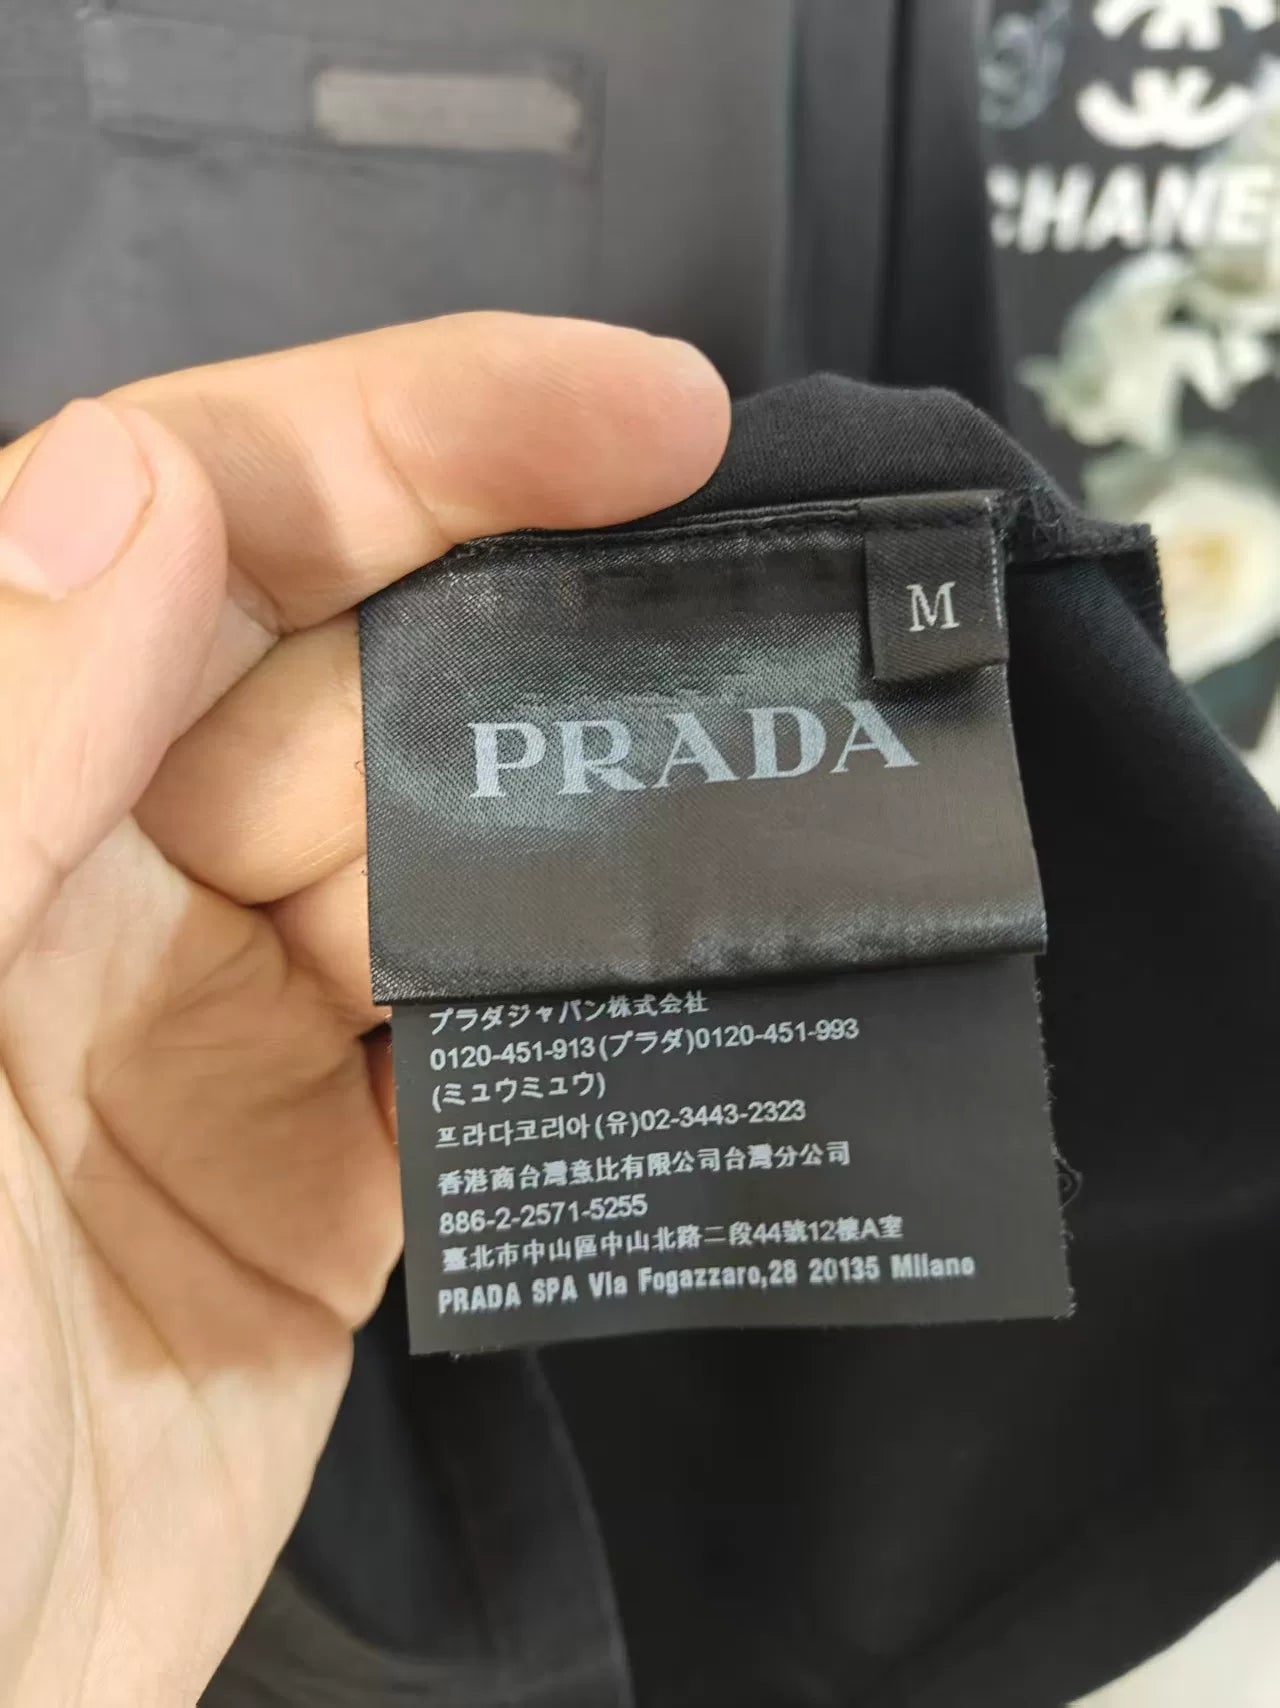 CHANE
M
PRADA
プラダジャパン株式会社
0120-451-913(プラダ)0120-451-993
(ミュウミュウ)
프라다코리아(유)02-3443-2323
香港商台灣意比有限公司台灣分公司
886-2-2571-5255
臺北市中山區中山北路二段44號12樓A室
PRADA SPA VIa Fogazzaro,28 20135 MIlano